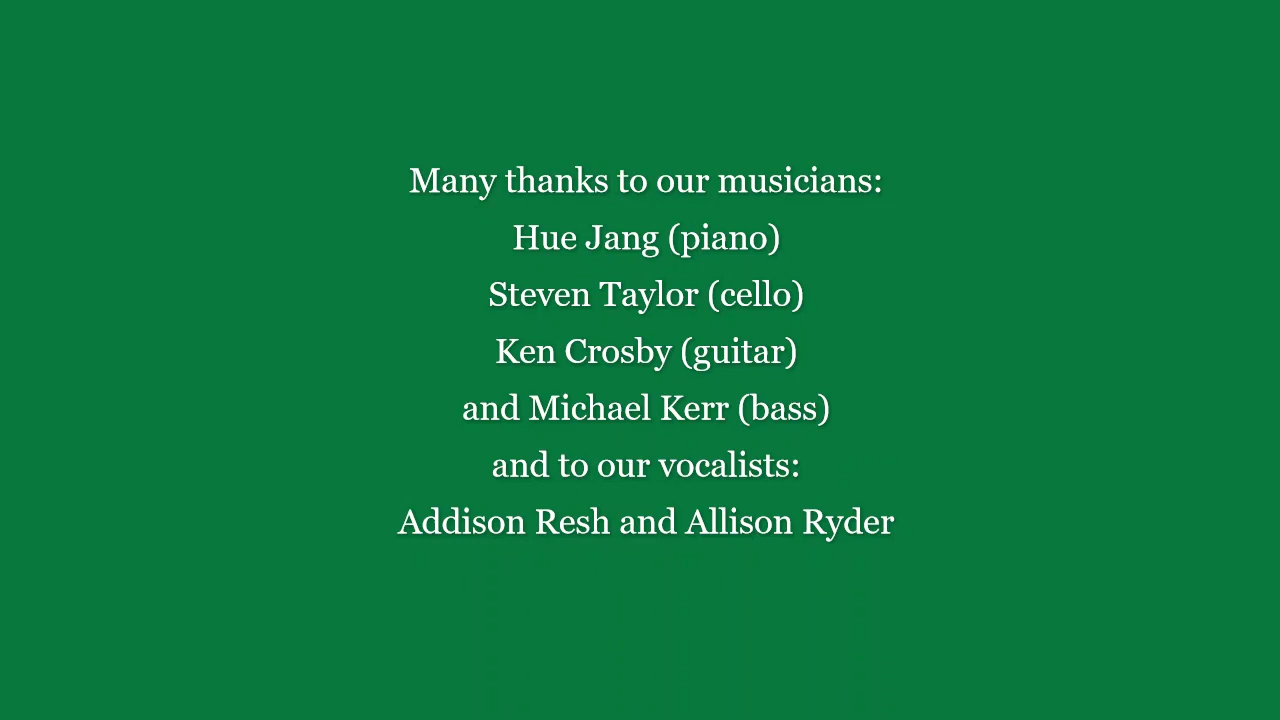 Many thanks to our musicians:
Hue Jang (piano)
Steven Taylor (cello)
Ken Crosby (guitar)
and Michael Kerr (bass)
and to our vocalists:
Addison Resh and Allison Ryder